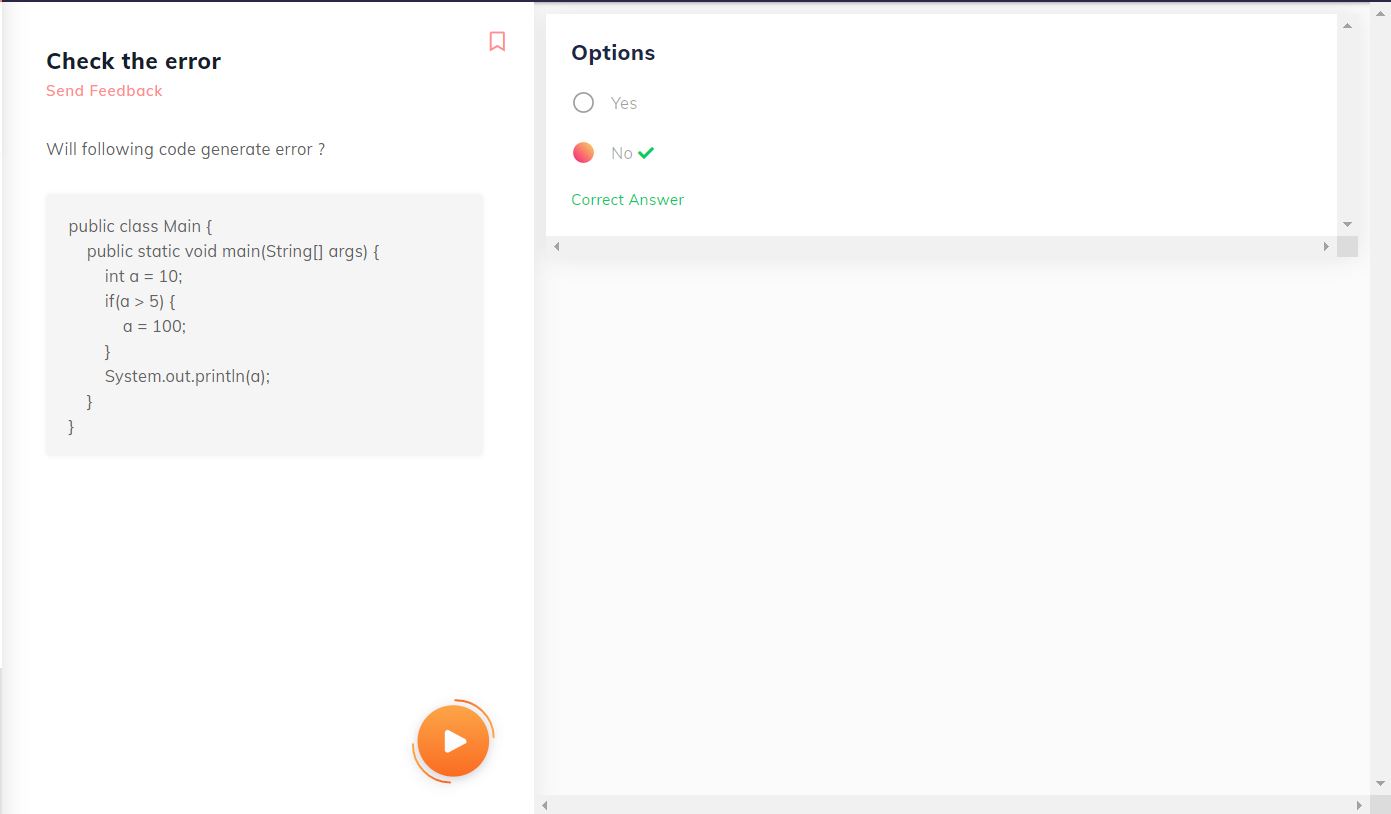 Check the error
Send Feedback
Will following code generate error ?
public class Main {
public static void main(String[] args) {
int a = 10;
if(a > 5) {
a = 100;
}
System.out.println(a);
}
}
Options
Yes
No
Correct Answer